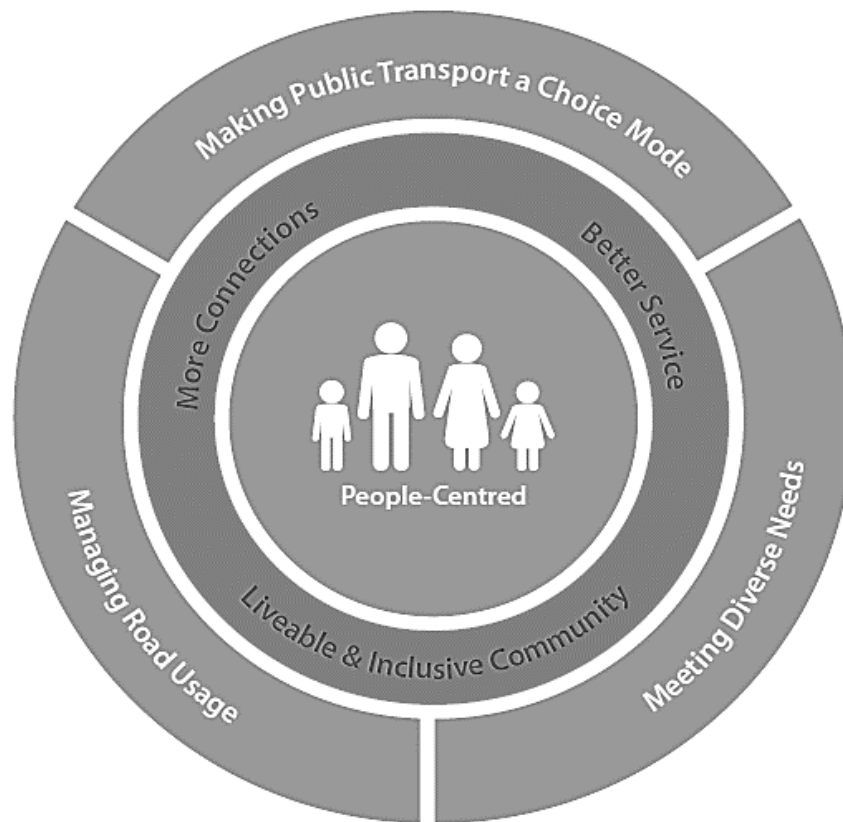 Making Public Transport a Choice Mode
More Connections
Better Service
People-Centred
Managing Road Usage
Liveable & Inclusive Community
Meeting Diverse Needs